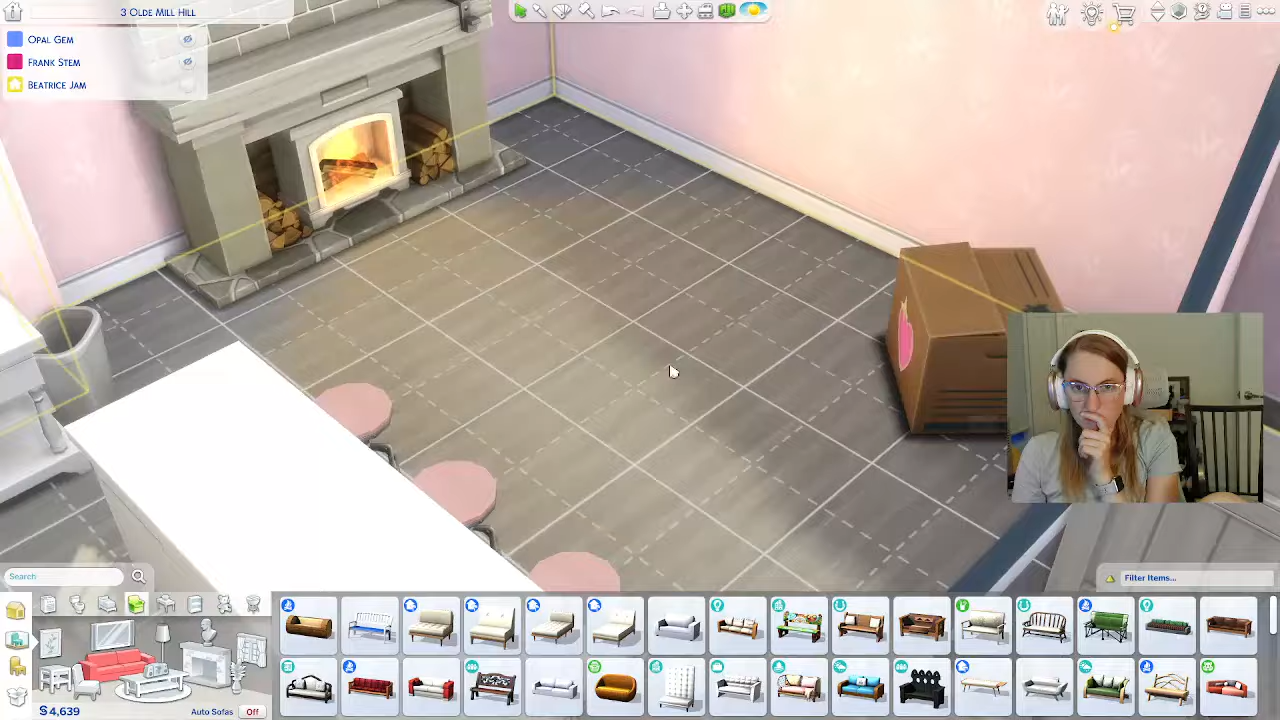 3 OLDE MILL HILL
OPAL GEM
FRANK STEM
BEATRICE JAM
Search
Filter Items...
§4,639
Auto Sofas
Off